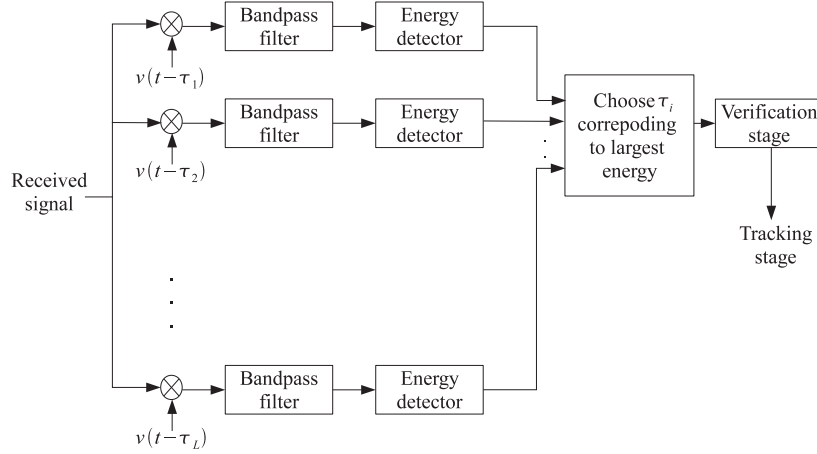 Bandpass
filter
Energy
detector
v(t−τ₁)
Bandpass
filter
Energy
detector
v(t−τ₂)
Choose τᵢ
correpoding
to largest
energy
Verification
stage
Received
signal
Tracking
stage
Bandpass
filter
Energy
detector
v(t−τ_L)